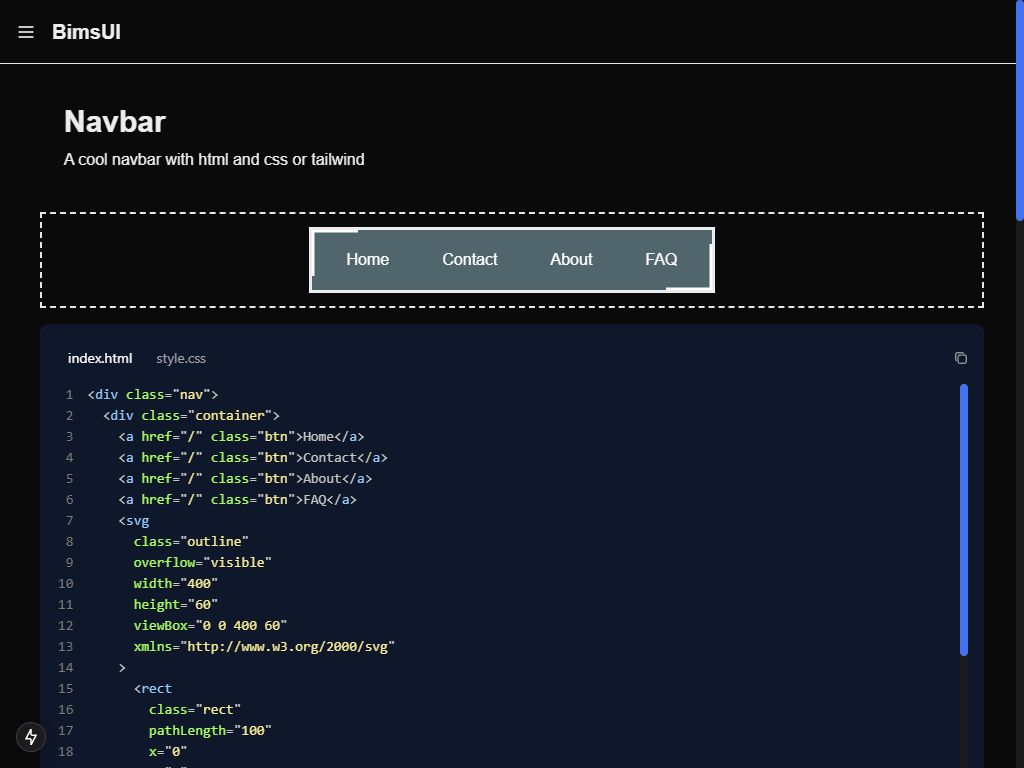 BimsUI
Navbar
A cool navbar with html and css or tailwind
Home Contact About FAQ
index.html style.css
1 <div class="nav">
2 <div class="container">
3 <a href="/" class="btn">Home</a>
4 <a href="/" class="btn">Contact</a>
5 <a href="/" class="btn">About</a>
6 <a href="/" class="btn">FAQ</a>
7 <svg
8 class="outline"
9 overflow="visible"
10 width="400"
11 height="60"
12 viewBox="0 0 400 60"
13 xmlns="http://www.w3.org/2000/svg"
14 >
15 <rect
16 class="rect"
17 pathLength="100"
18 x="0"